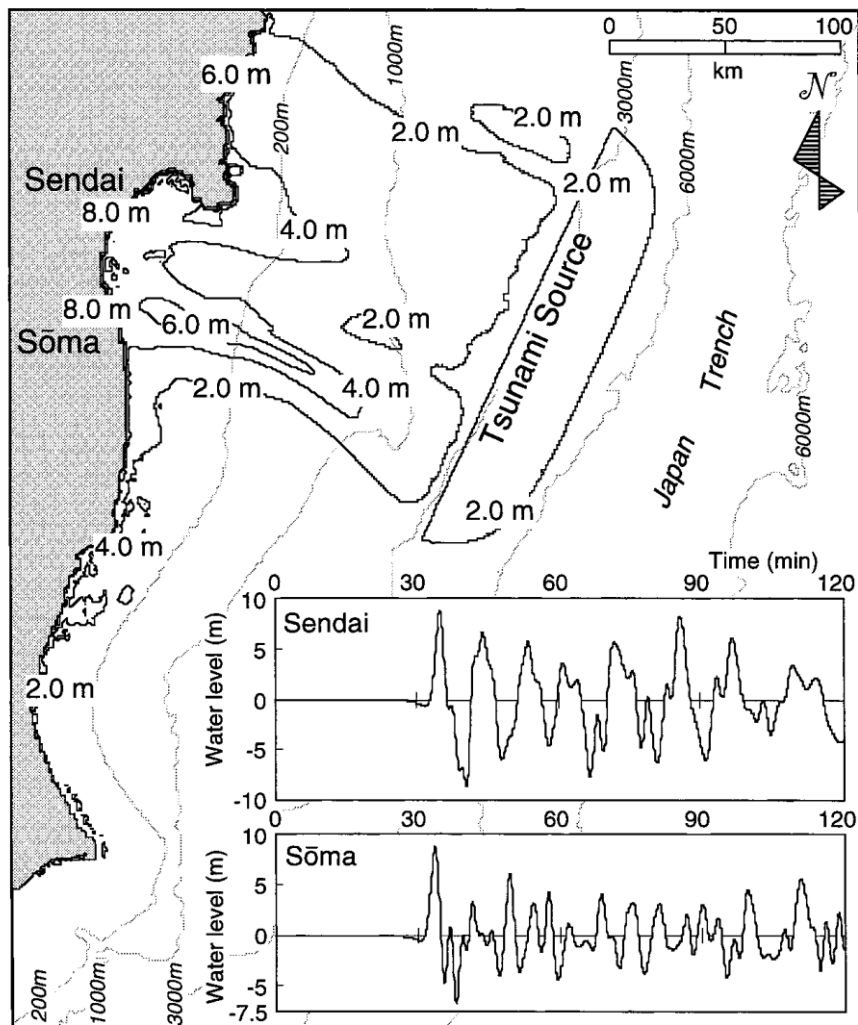 0 50 100
km
N
6.0 m
200m
1000m
3000m
6000m
2.0 m
2.0 m
2.0 m
Sendai
8.0 m
4.0 m
8.0 m
6.0 m
2.0 m
Sōma
2.0 m
4.0 m
Tsunami Source
Japan Trench
6000m
2.0 m
4.0 m
2.0 m
Time (min)
0 30 60 90 120
10
5
0
-5
-10
Water level (m)
Sendai
0 30 60 90 120
10
5
0
-5
-7.5
Water level (m)
Sōma
200m
1000m
3000m